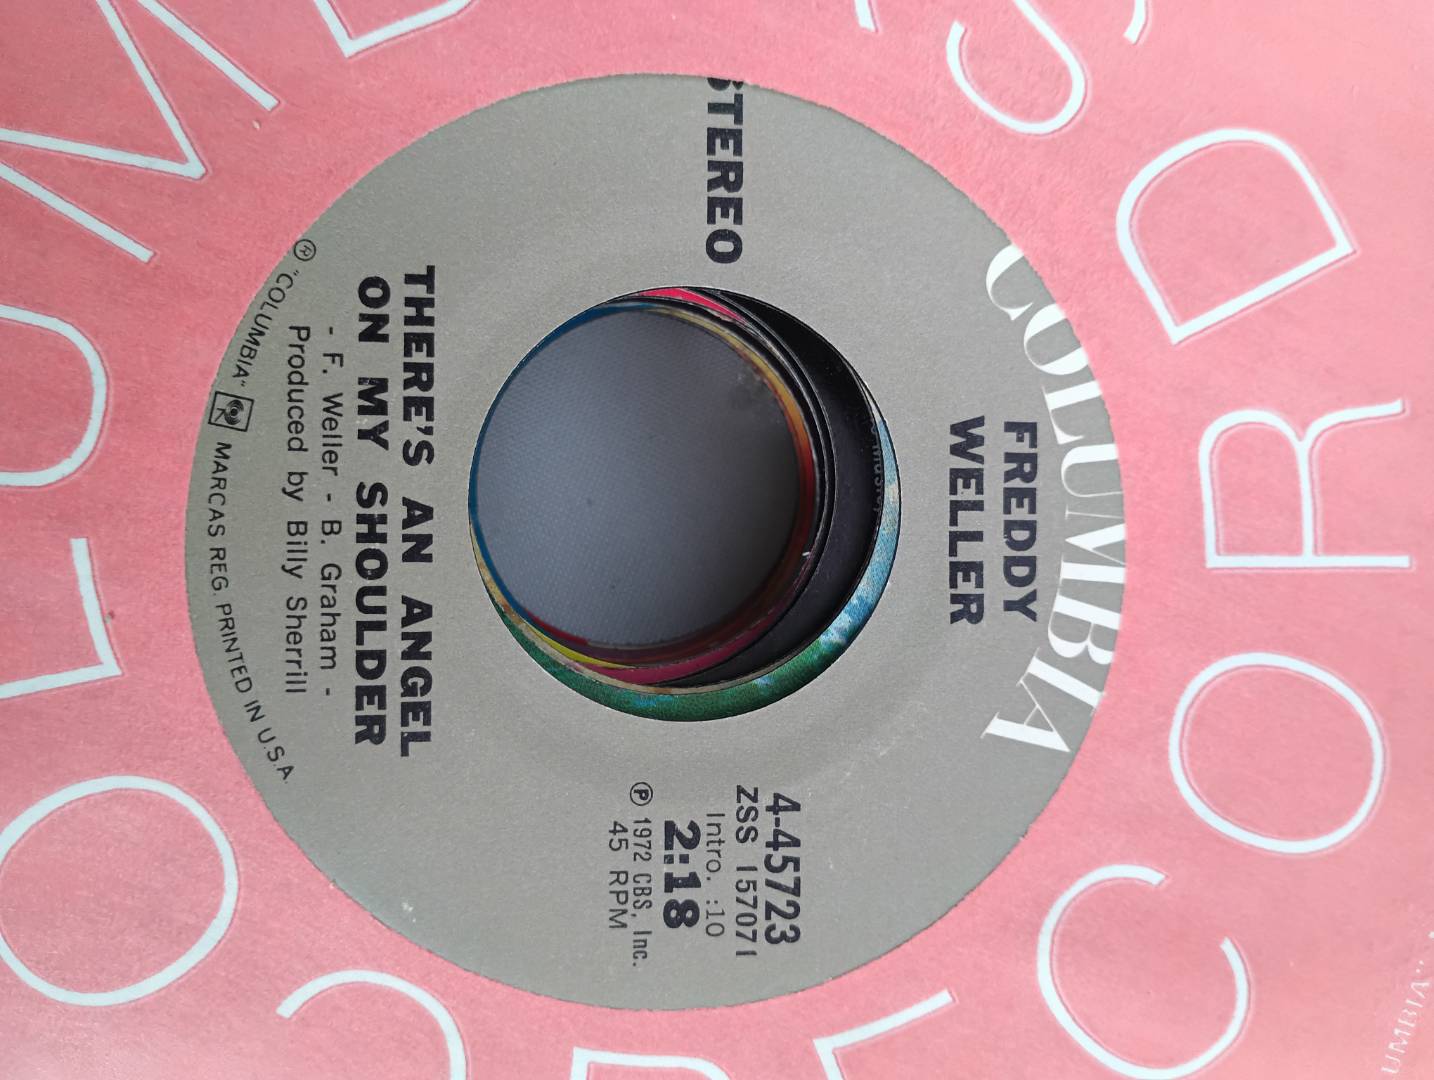 COLUMBIA
FREDDY
WELLER
STEREO
4-45723
ZSS 157071
Intro. :10
2:18
Ⓟ 1972 CBS, Inc.
45 RPM
THERE'S AN ANGEL
ON MY SHOULDER
- F. Weller - B. Graham -
Produced by Billy Sherrill
Ⓡ "COLUMBIA" MARCAS REG. PRINTED IN U.S.A.